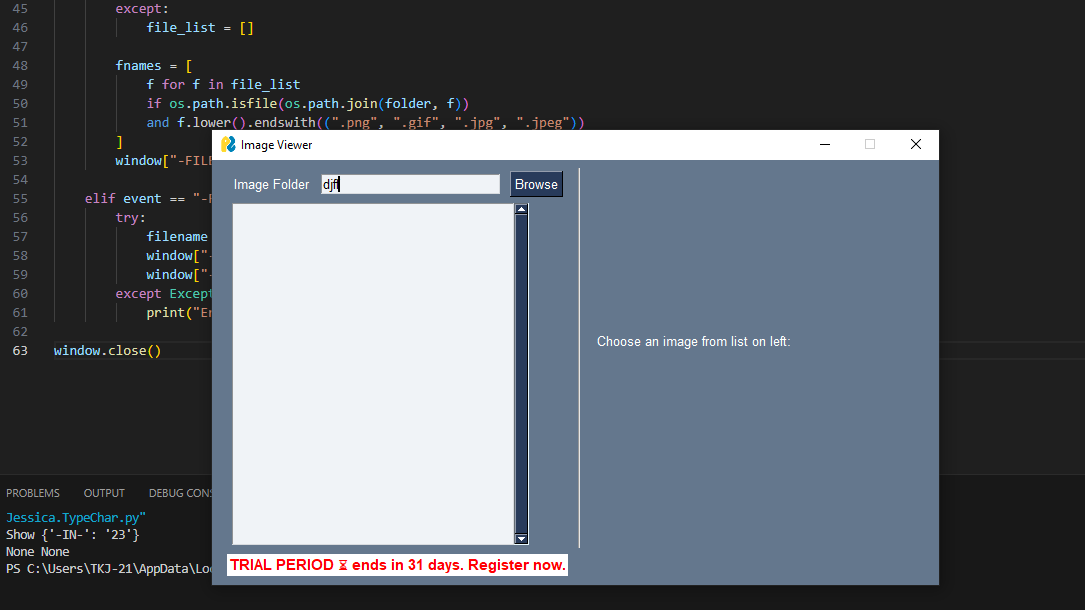 45 except:
46 file_list = []
47
48 fnames = [
49 f for f in file_list
50 if os.path.isfile(os.path.join(folder, f))
51 and f.lower().endswith((".png", ".gif", ".jpg", ".jpeg"))
52 ]
53 window["-FILE
54
55 elif event == "-F
56 try:
57 filename
58 window["-
59 window["-
60 except Except
61 print("Er
62
63 window.close()
Image Viewer
Image Folder djfl Browse
Choose an image from list on left:
TRIAL PERIOD ⌛ ends in 31 days. Register now.
PROBLEMS OUTPUT DEBUG CONS
Jessica.TypeChar.py"
Show {'-IN-': '23'}
None None
PS C:\Users\TKJ-21\AppData\Loc